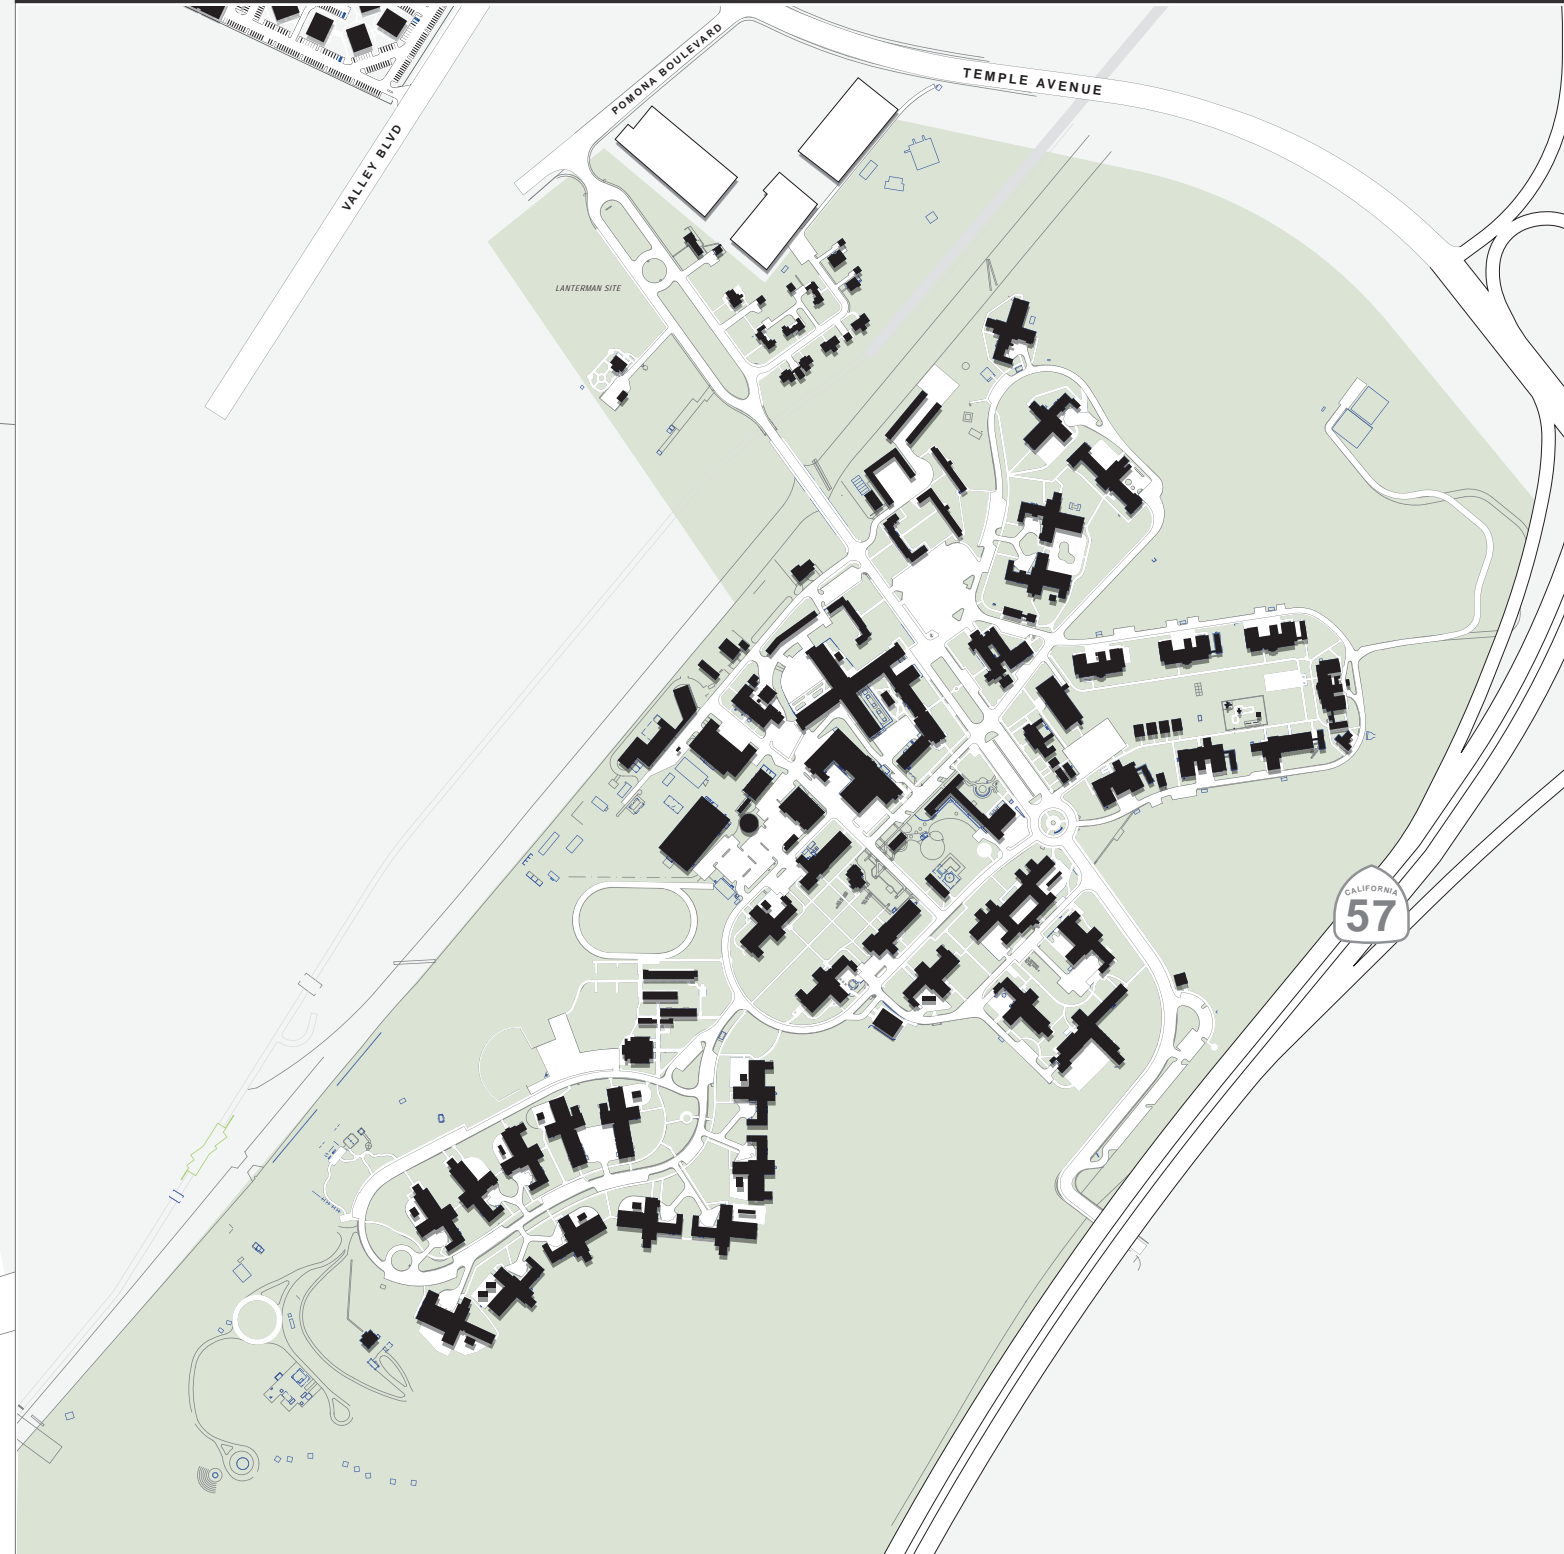 POMONA BOULEVARD
TEMPLE AVENUE
VALLEY BLVD
LANTERMAN SITE
CALIFORNIA
57